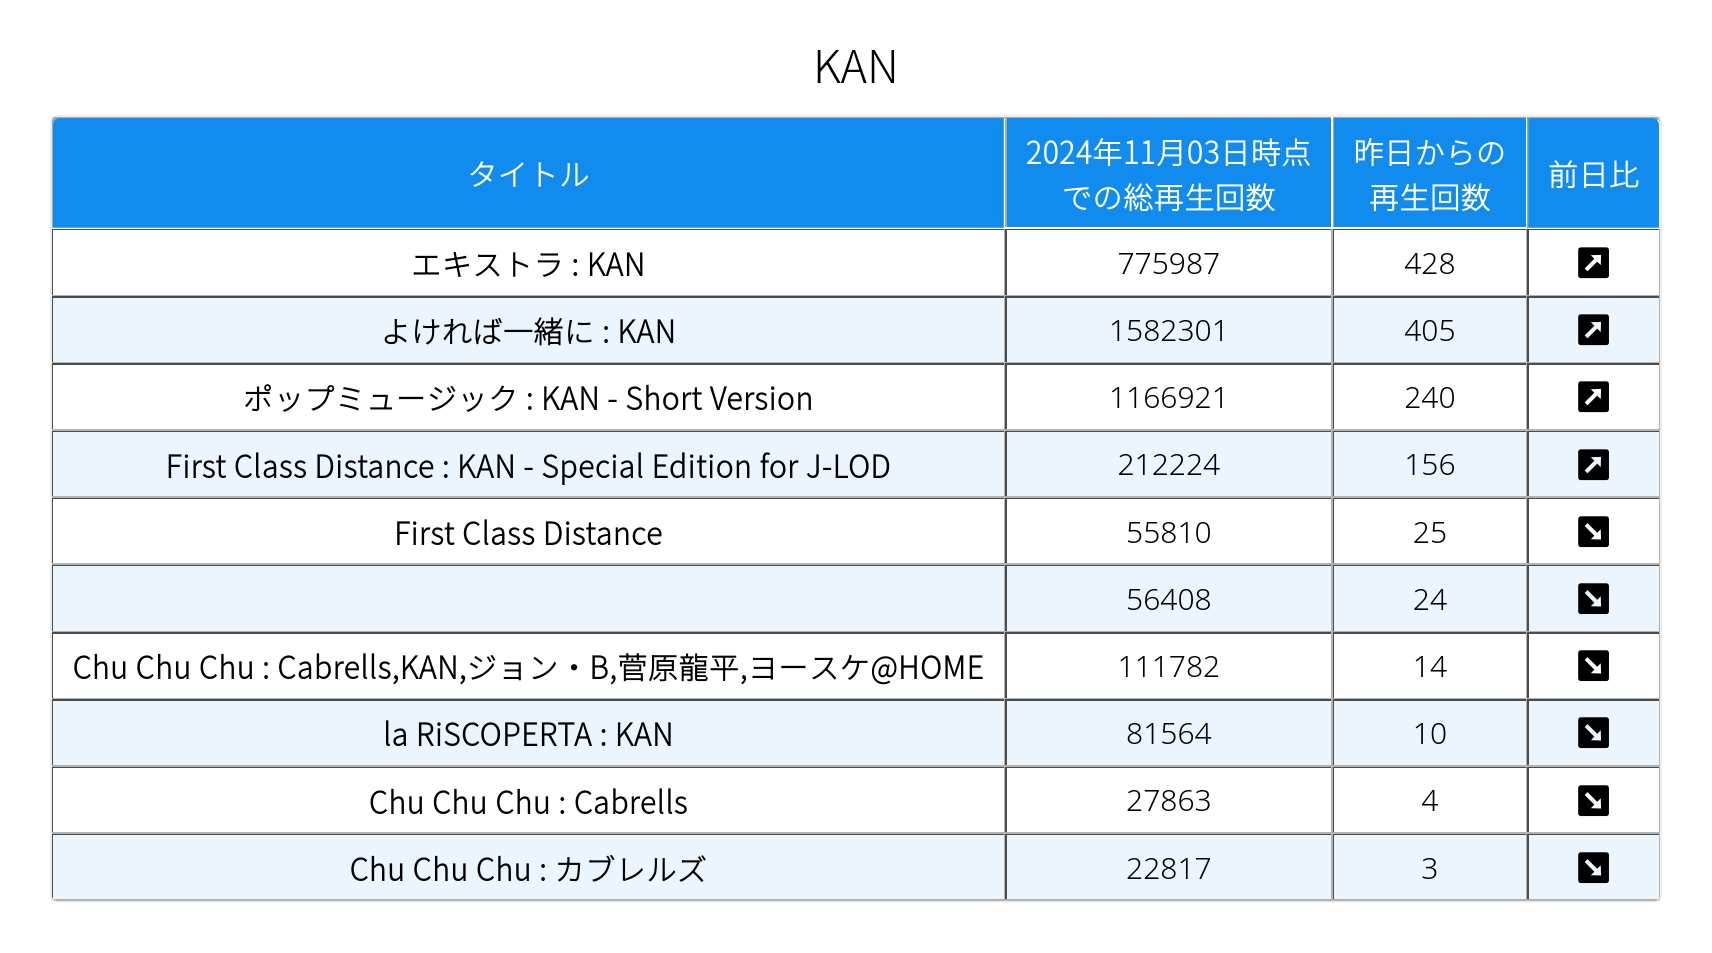 KAN
タイトル 2024年11月03日時点での総再生回数 昨日からの再生回数 前日比
エキストラ : KAN 775987 428
よければ一緒に : KAN 1582301 405
ポップミュージック : KAN - Short Version 1166921 240
First Class Distance : KAN - Special Edition for J-LOD 212224 156
First Class Distance 55810 25
56408 24
Chu Chu Chu : Cabrells,KAN,ジョン・B,菅原龍平,ヨースケ@HOME 111782 14
la RiSCOPERTA : KAN 81564 10
Chu Chu Chu : Cabrells 27863 4
Chu Chu Chu : カブレルズ 22817 3